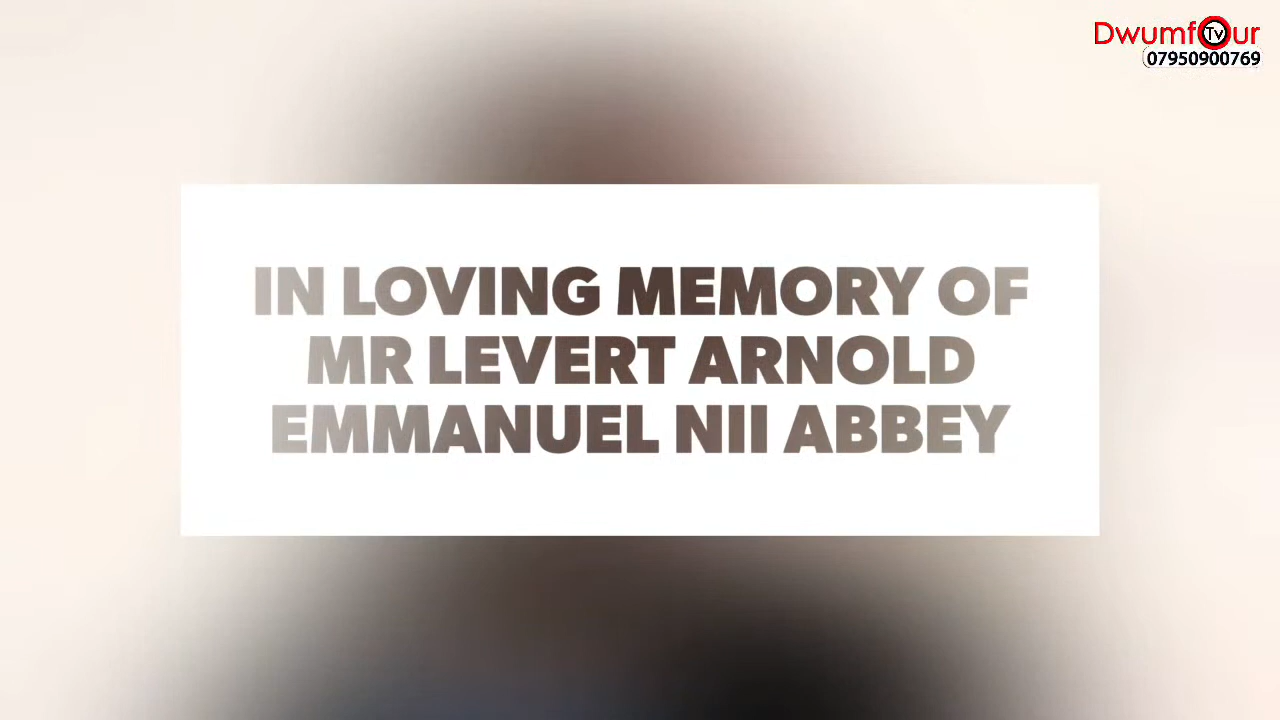 DwumfOur
Tv
07950900769
IN LOVING MEMORY OF
MR LEVERT ARNOLD
EMMANUEL NII ABBEY